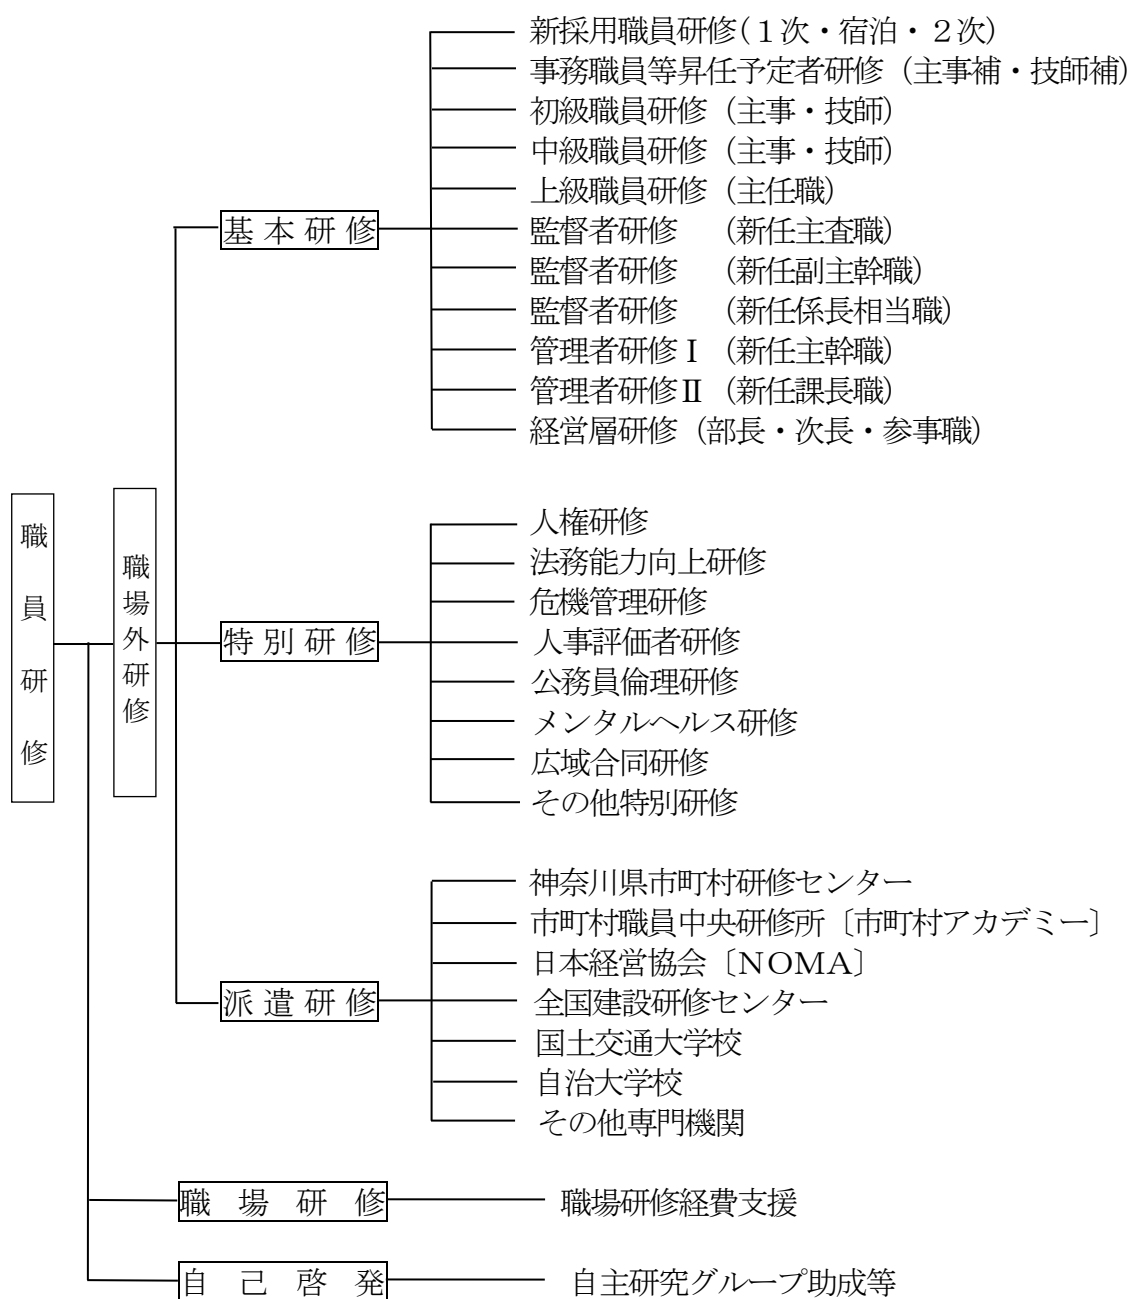 新採用職員研修(１次・宿泊・２次)
事務職員等昇任予定者研修（主事補・技師補）
初級職員研修（主事・技師）
中級職員研修（主事・技師）
上級職員研修（主任職）
基本研修
監督者研修　（新任主査職）
監督者研修　（新任副主幹職）
監督者研修　（新任係長相当職）
管理者研修Ⅰ（新任主幹職）
管理者研修Ⅱ（新任課長職）
経営層研修（部長・次長・参事職）
職員研修
職場外研修
人権研修
法務能力向上研修
危機管理研修
特別研修
人事評価者研修
公務員倫理研修
メンタルヘルス研修
広域合同研修
その他特別研修
神奈川県市町村研修センター
市町村職員中央研修所〔市町村アカデミー〕
日本経営協会〔NOMA〕
派遣研修
全国建設研修センター
国土交通大学校
自治大学校
その他専門機関
職場研修
職場研修経費支援
自己啓発
自主研究グループ助成等